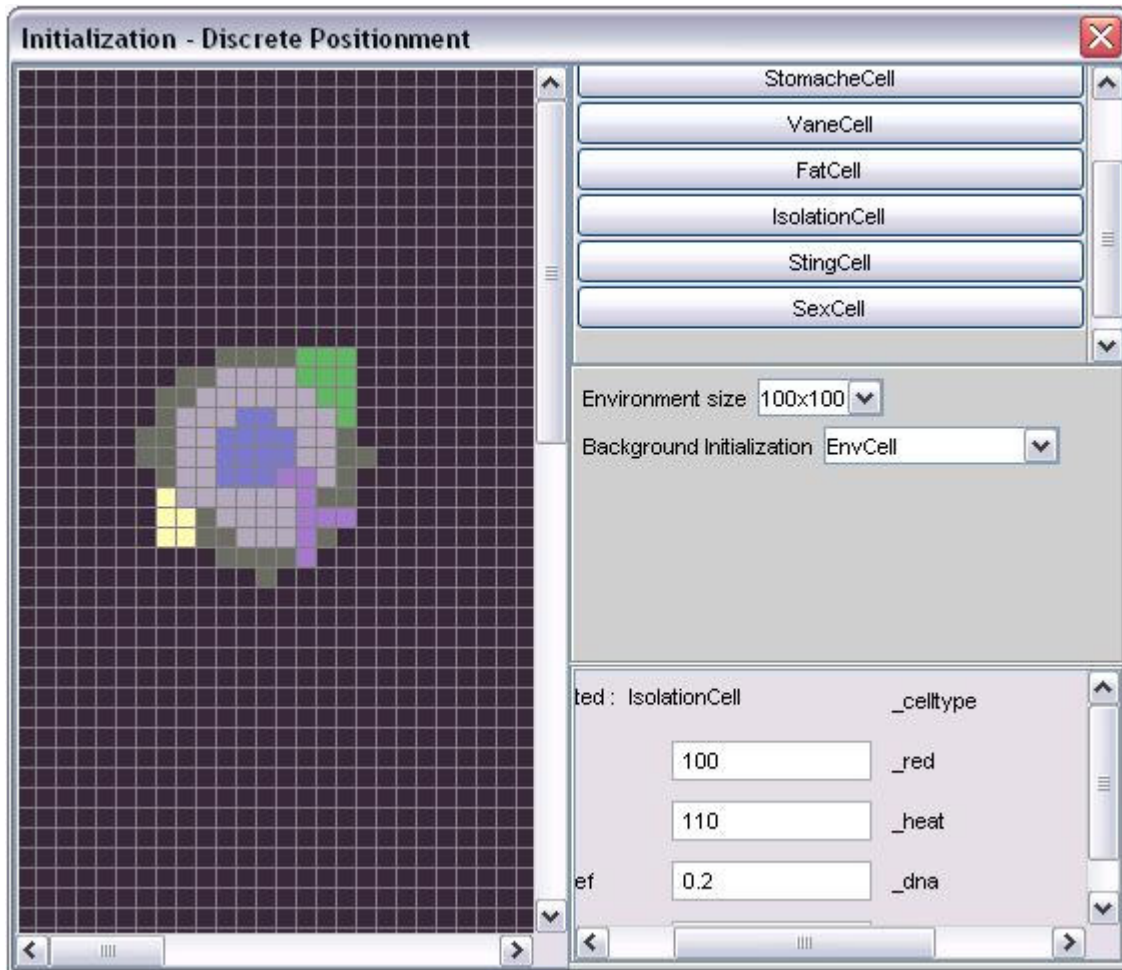 Initialization - Discrete Positionment
StomacheCell
VaneCell
FatCell
IsolationCell
StingCell
SexCell
Environment size 100x100
Background Initialization EnvCell
ted : IsolationCell _celltype
100 _red
110 _heat
ef 0.2 _dna